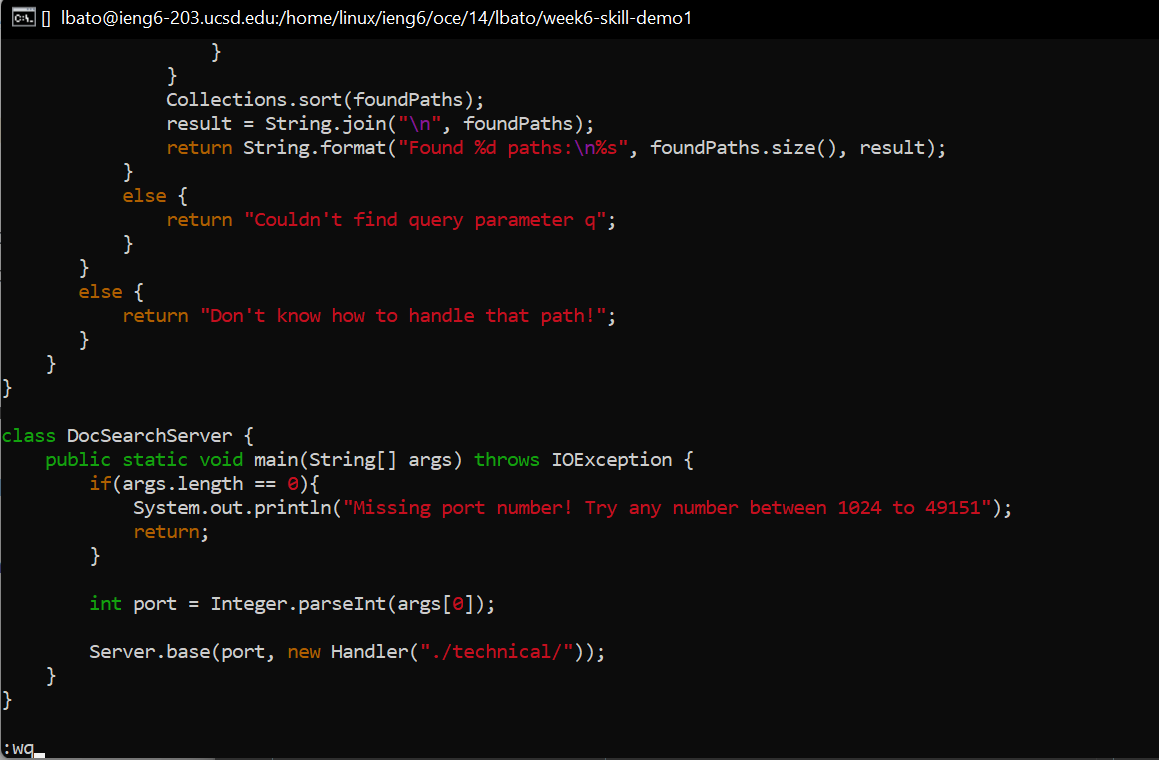 [] lbato@ieng6-203.ucsd.edu:/home/linux/ieng6/oce/14/lbato/week6-skill-demo1
                   }
               }
               Collections.sort(foundPaths);
               result = String.join("\n", foundPaths);
               return String.format("Found %d paths:\n%s", foundPaths.size(), result);
           }
           else {
               return "Couldn't find query parameter q";
           }
       }
       else {
           return "Don't know how to handle that path!";
       }
    }
}

class DocSearchServer {
    public static void main(String[] args) throws IOException {
        if(args.length == 0){
            System.out.println("Missing port number! Try any number between 1024 to 49151");
            return;
        }

        int port = Integer.parseInt(args[0]);

        Server.base(port, new Handler("./technical/"));
    }
}

:wq